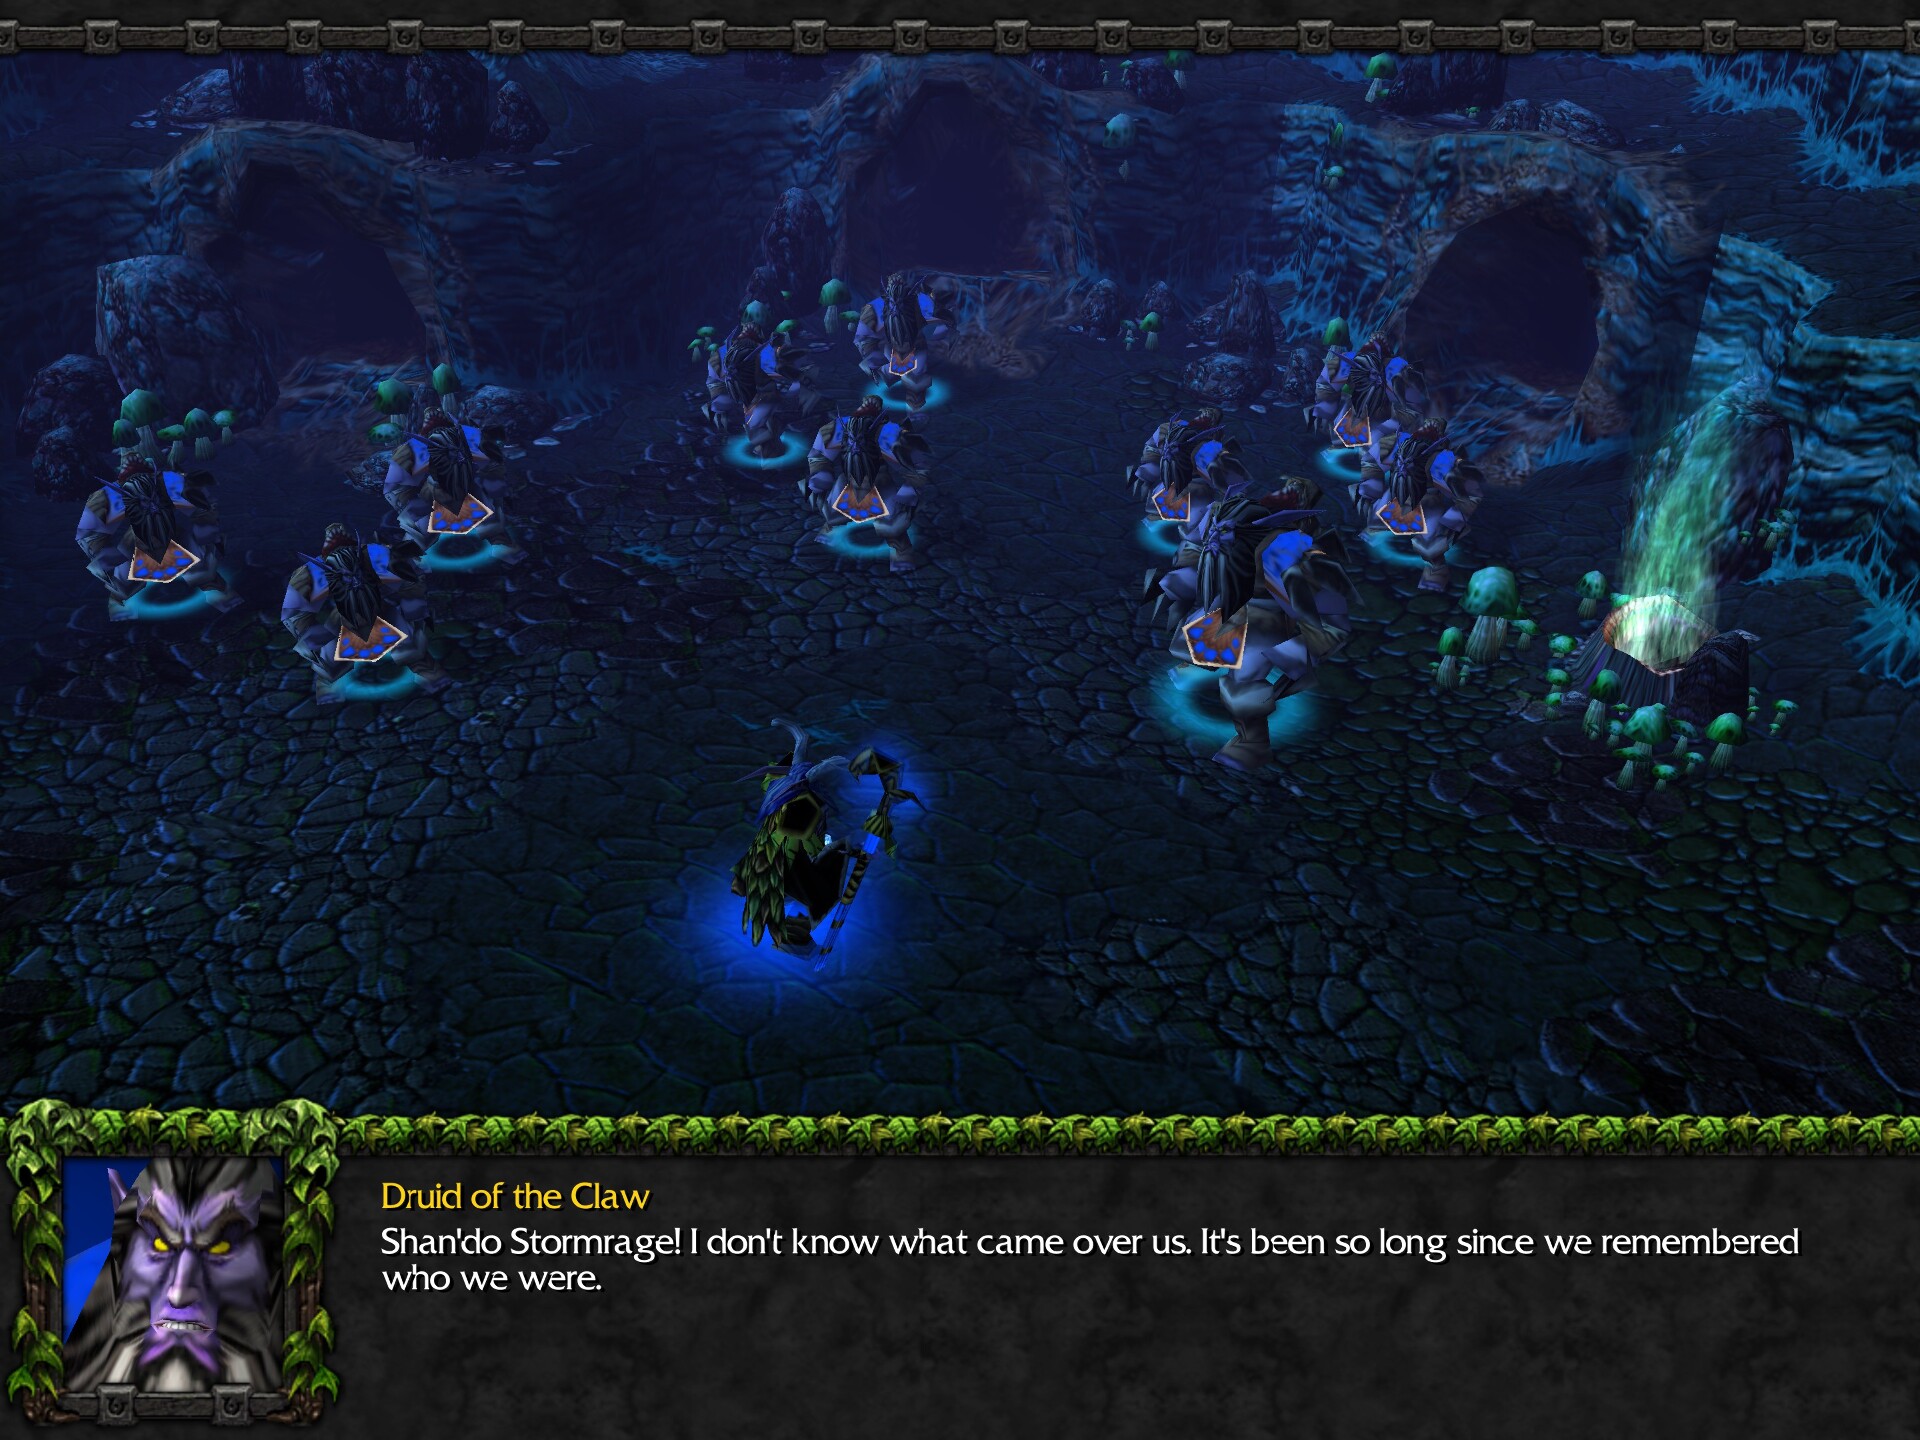 Druid of the Claw
Shan'do Stormrage! I don't know what came over us. It's been so long since we remembered
who we were.